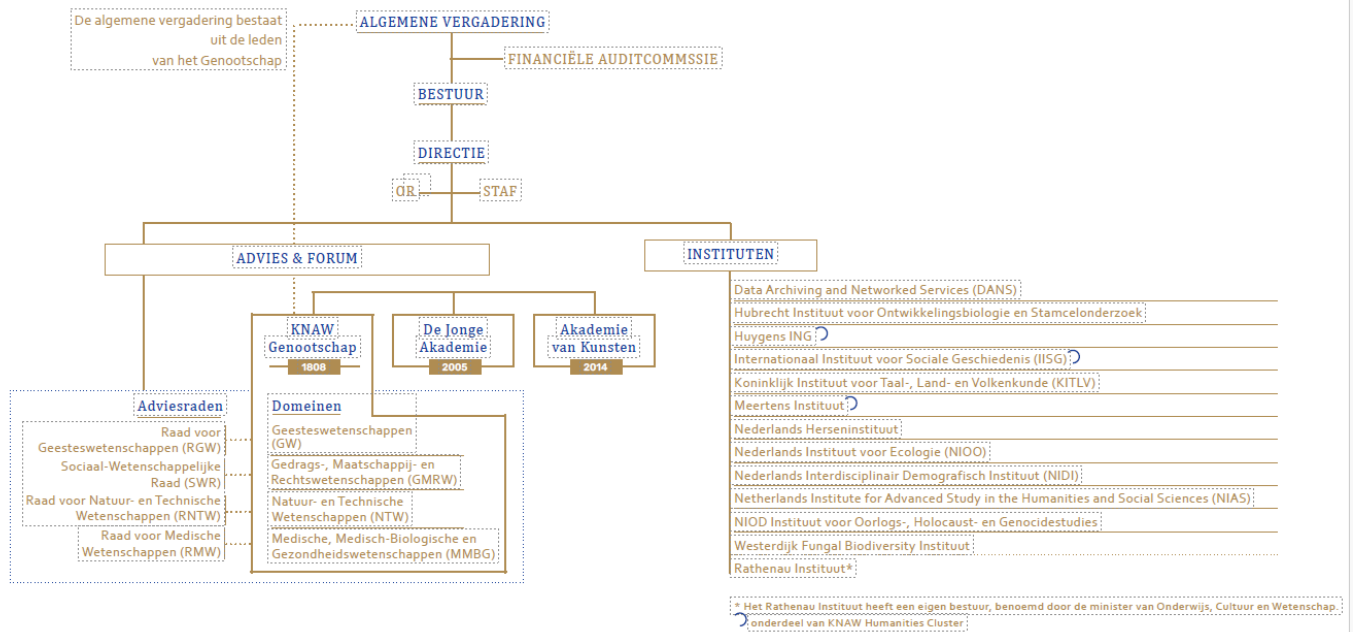 De algemene vergadering bestaat
uit de leden
van het Genootschap
ALGEMENE VERGADERING
FINANCIËLE AUDITCOMMSSIE
BESTUUR
DIRECTIE
OR
STAF
ADVIES & FORUM
KNAW
Genootschap
1808
De Jonge
Akademie
2005
Akademie
van Kunsten
2014
Adviesraden
Raad voor
Geesteswetenschappen (RGW)
Sociaal-Wetenschappelijke
Raad (SWR)
Raad voor Natuur- en Technische
Wetenschappen (RNTW)
Raad voor Medische
Wetenschappen (RMW)
Domeinen
Geesteswetenschappen
(GW)
Gedrags-, Maatschappij- en
Rechtswetenschappen (GMRW)
Natuur- en Technische
Wetenschappen (NTW)
Medische, Medisch-Biologische en
Gezondheidswetenschappen (MMBG)
INSTITUTEN
Data Archiving and Networked Services (DANS)
Hubrecht Instituut voor Ontwikkelingsbiologie en Stamcelonderzoek
Huygens ING
Internationaal Instituut voor Sociale Geschiedenis (IISG)
Koninklijk Instituut voor Taal-, Land- en Volkenkunde (KITLV)
Meertens Instituut
Nederlands Herseninstituut
Nederlands Instituut voor Ecologie (NIOO)
Nederlands Interdisciplinair Demografisch Instituut (NIDI)
Netherlands Institute for Advanced Study in the Humanities and Social Sciences (NIAS)
NIOD Instituut voor Oorlogs-, Holocaust- en Genocidestudies
Westerdijk Fungal Biodiversity Instituut
Rathenau Instituut*
* Het Rathenau Instituut heeft een eigen bestuur, benoemd door de minister van Onderwijs, Cultuur en Wetenschap.
onderdeel van KNAW Humanities Cluster